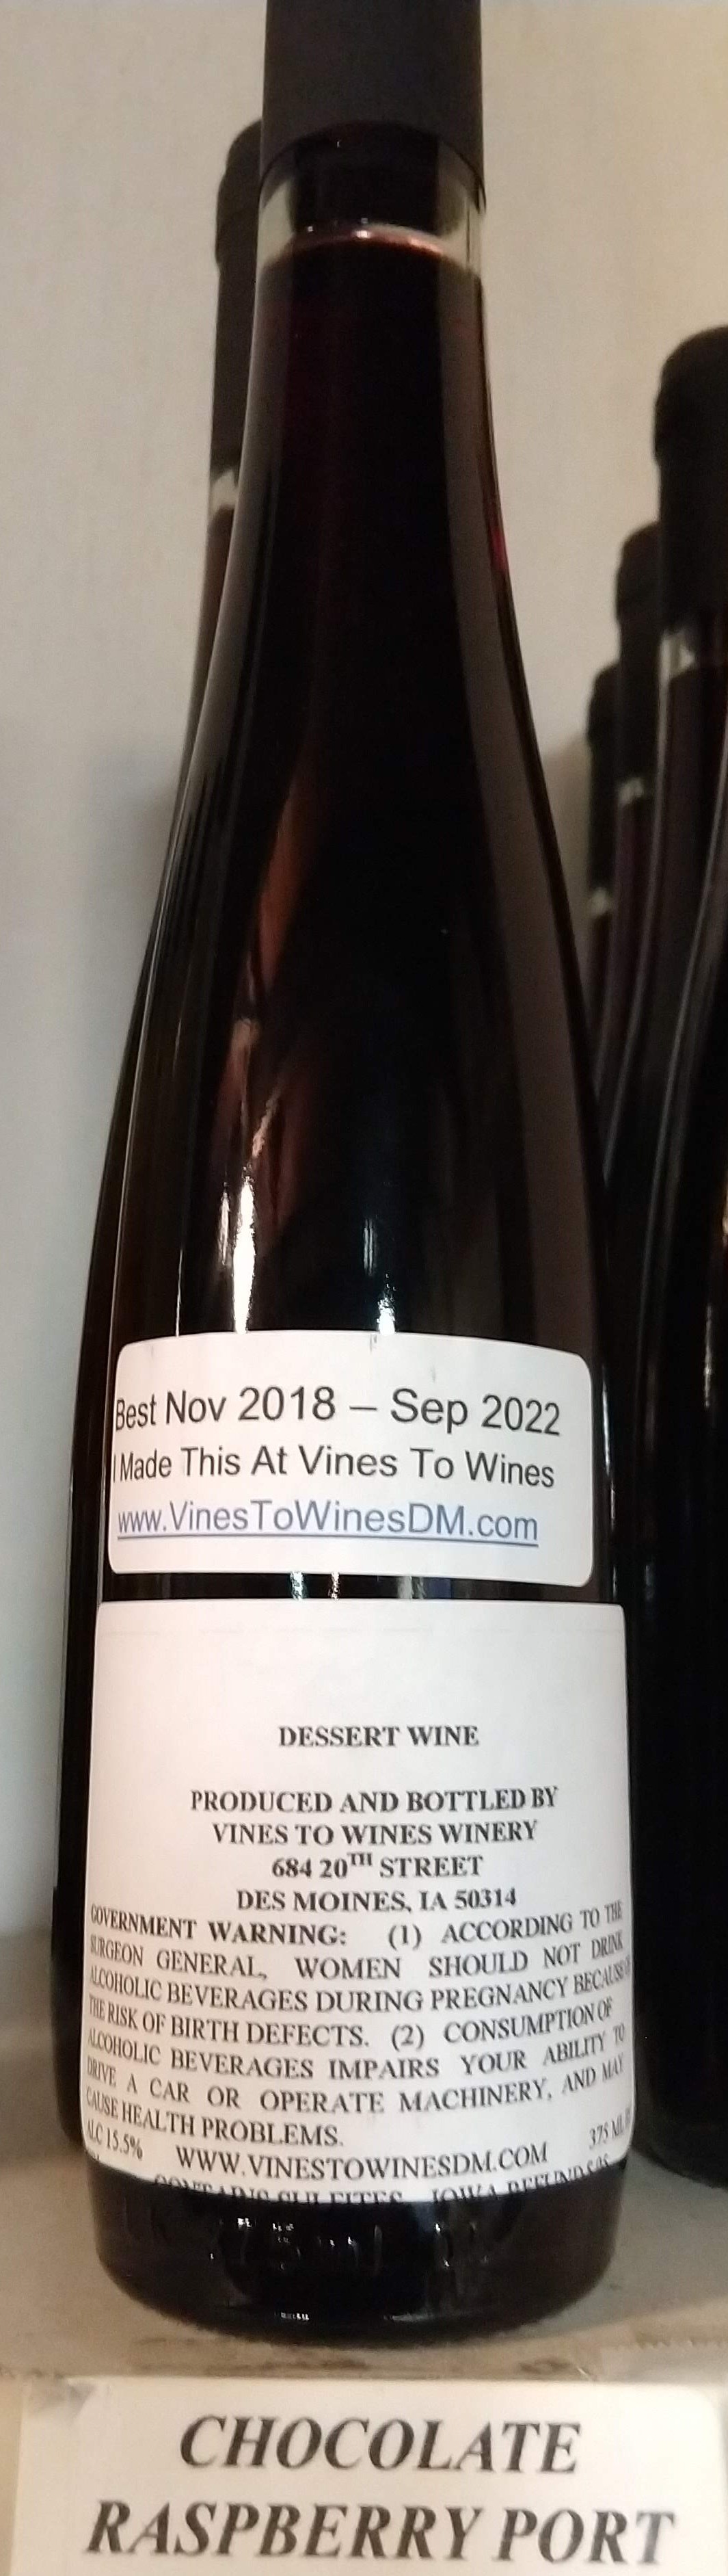 Best Nov 2018 – Sep 2022
I Made This At Vines To Wines
www.VinesToWinesDM.com
DESSERT WINE
PRODUCED AND BOTTLED BY
VINES TO WINES WINERY
684 20TH STREET
DES MOINES, IA 50314
GOVERNMENT WARNING: (1) ACCORDING TO THE
SURGEON GENERAL, WOMEN SHOULD NOT DRINK
ALCOHOLIC BEVERAGES DURING PREGNANCY BECAUSE OF
THE RISK OF BIRTH DEFECTS. (2) CONSUMPTION OF
ALCOHOLIC BEVERAGES IMPAIRS YOUR ABILITY TO
DRIVE A CAR OR OPERATE MACHINERY, AND MAY
CAUSE HEALTH PROBLEMS.
ALC 15.5% WWW.VINESTOWINESDM.COM 375 ML
CONTAINS SULFITES IOWA REFUND
CHOCOLATE
RASPBERRY PORT